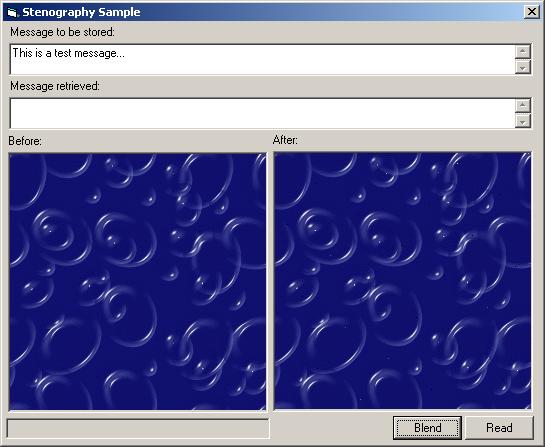 Stenography Sample
Message to be stored:
This is a test message...
Message retrieved:
Before:
After:
Blend
Read